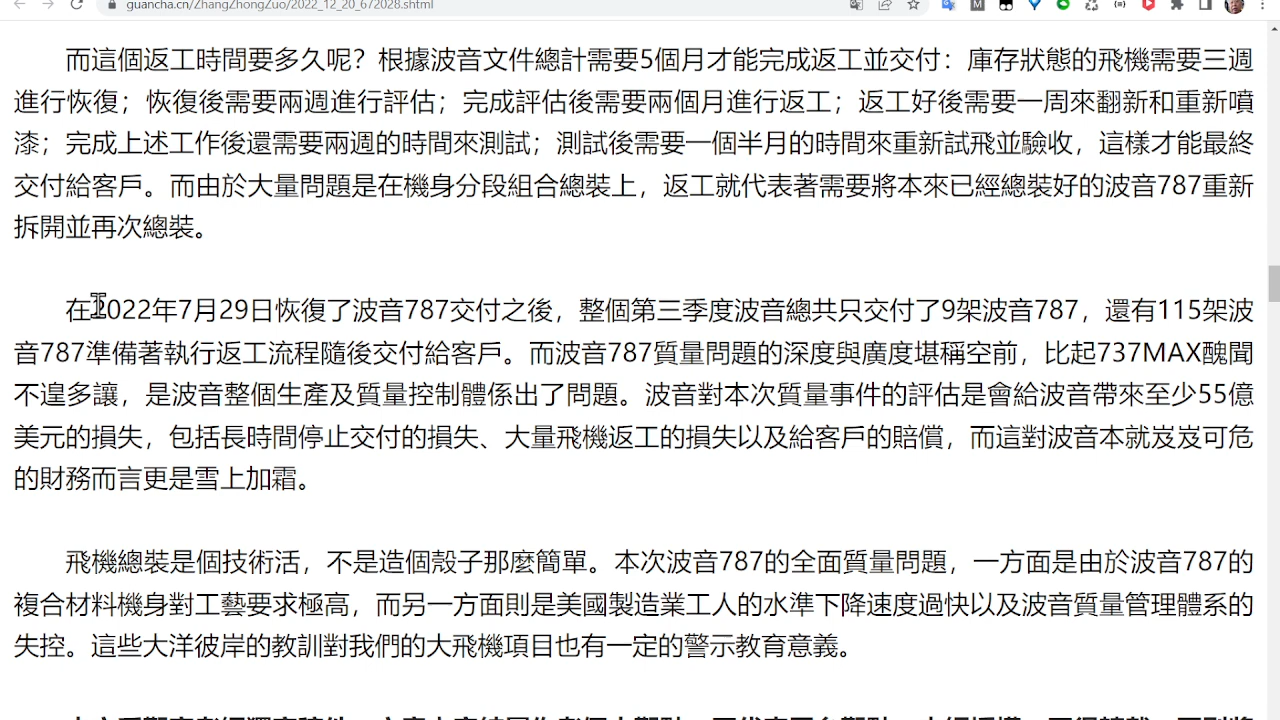 guancha.cn/ZhangZhongZuo/2022_12_20_672028.shtml
而這個返工時間要多久呢？根據波音文件總計需要5個月才能完成返工並交付：庫存狀態的飛機需要三週
進行恢復；恢復後需要兩週進行評估；完成評估後需要兩個月進行返工；返工好後需要一周來翻新和重新噴
漆；完成上述工作後還需要兩週的時間來測試；測試後需要一個半月的時間來重新試飛並驗收，這樣才能最終
交付給客戶。而由於大量問題是在機身分段組合總裝上，返工就代表著需要將本來已經總裝好的波音787重新
拆開並再次總裝。
在2022年7月29日恢復了波音787交付之後，整個第三季度波音總共只交付了9架波音787，還有115架波
音787準備著執行返工流程隨後交付給客戶。而波音787質量問題的深度與廣度堪稱空前，比起737MAX醜聞
不遑多讓，是波音整個生產及質量控制體係出了問題。波音對本次質量事件的評估是會給波音帶來至少55億
美元的損失，包括長時間停止交付的損失、大量飛機返工的損失以及給客戶的賠償，而這對波音本就岌岌可危
的財務而言更是雪上加霜。
飛機總裝是個技術活，不是造個殼子那麼簡單。本次波音787的全面質量問題，一方面是由於波音787的
複合材料機身對工藝要求極高，而另一方面則是美國製造業工人的水準下降速度過快以及波音質量管理體系的
失控。這些大洋彼岸的教訓對我們的大飛機項目也有一定的警示教育意義。